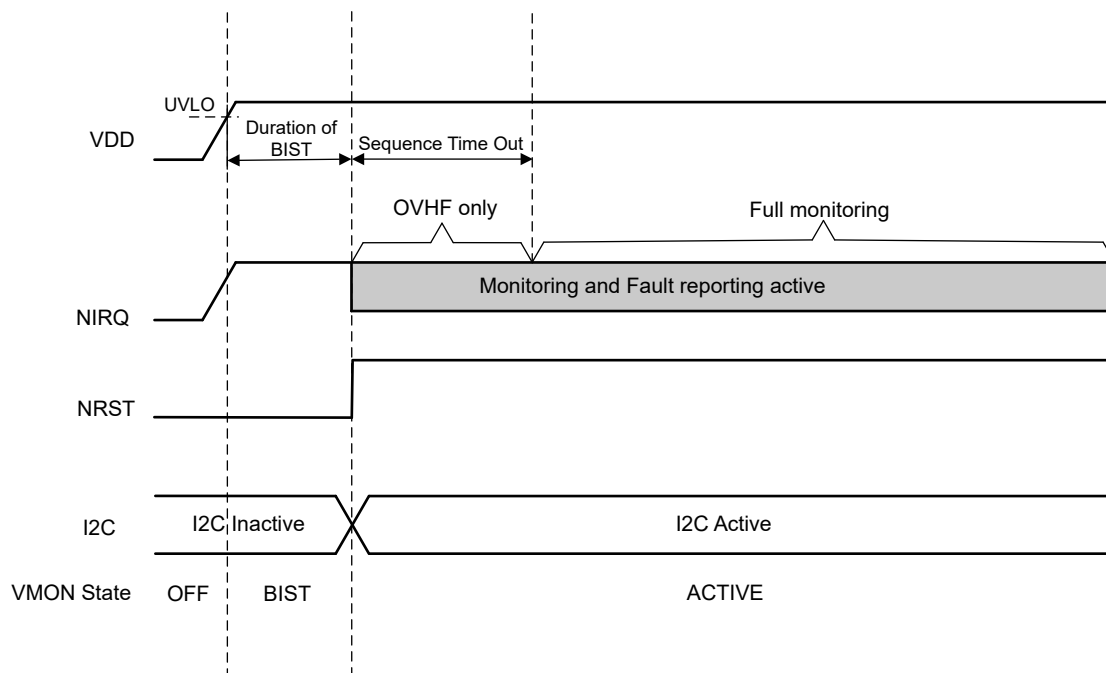 UVLO
VDD
Duration of
BIST
Sequence Time Out
OVHF only
Full monitoring
Monitoring and Fault reporting active
NIRQ
NRST
I2C
I2C Inactive
I2C Active
VMON State
OFF
BIST
ACTIVE